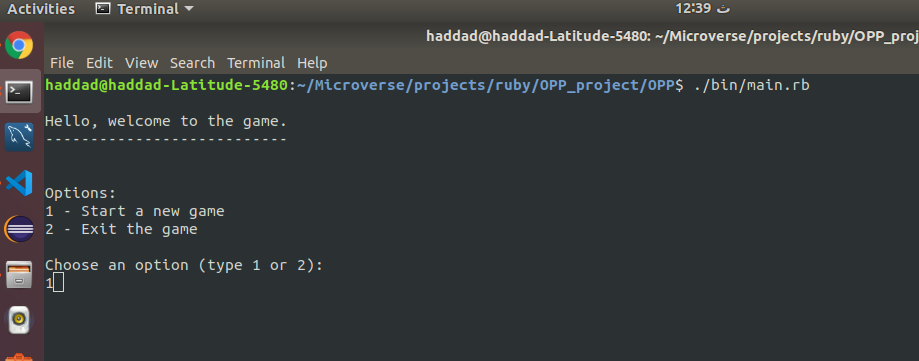 Activities Terminal 12:39 ث
haddad@haddad-Latitude-5480: ~/Microverse/projects/ruby/OPP_proj
File Edit View Search Terminal Help
haddad@haddad-Latitude-5480:~/Microverse/projects/ruby/OPP_project/OPP$ ./bin/main.rb
Hello, welcome to the game.
---------------------------
Options:
1 - Start a new game
2 - Exit the game
Choose an option (type 1 or 2):
1